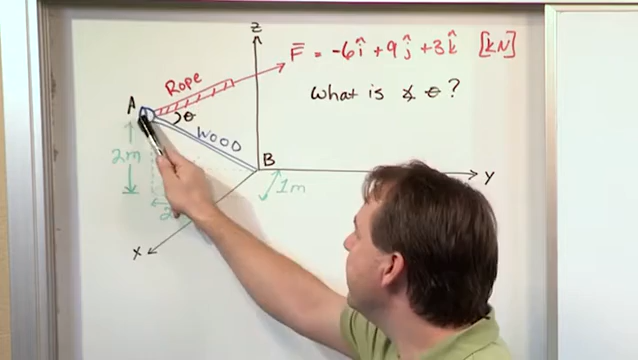 Z
F̄ = -6î + 9ĵ + 3k̂ [kN]
Rope
What is ∡ θ ?
A
θ
WOOD
2m
B
1m
y
2
x